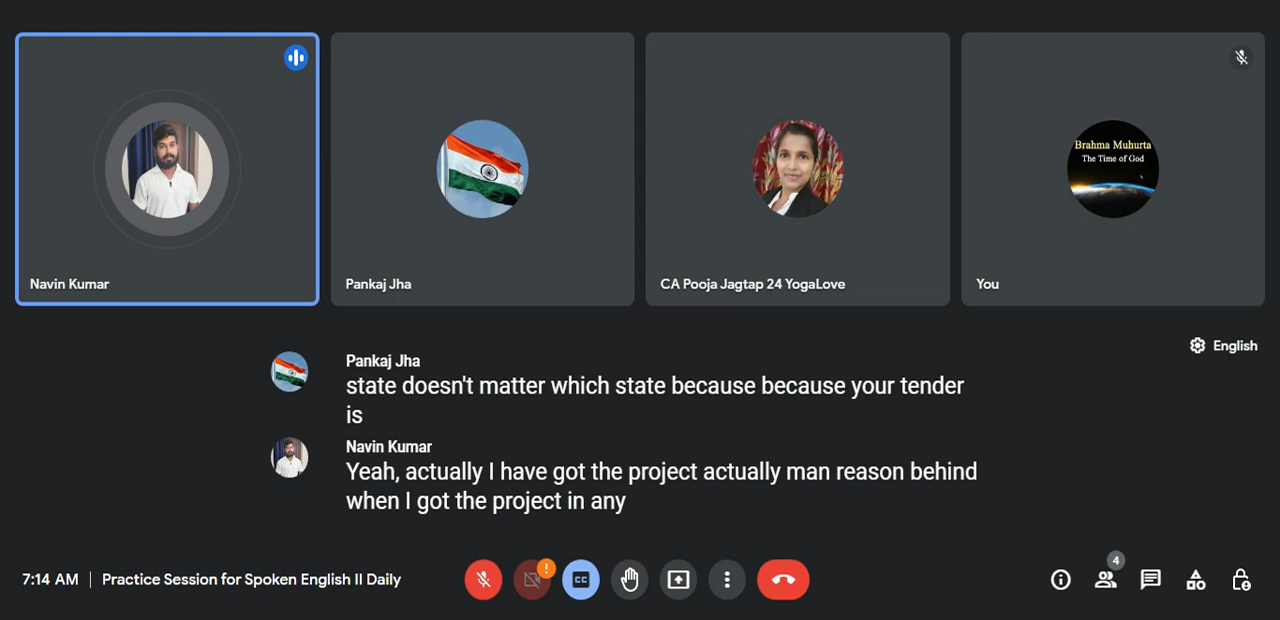 Brahma Muhurta
The Time of God
Navin Kumar
Pankaj Jha
CA Pooja Jagtap 24 YogaLove
You
English
Pankaj Jha
state doesn't matter which state because because your tender
is
Navin Kumar
Yeah, actually I have got the project actually man reason behind
when I got the project in any
7:14 AM | Practice Session for Spoken English II Daily
!
CC
4